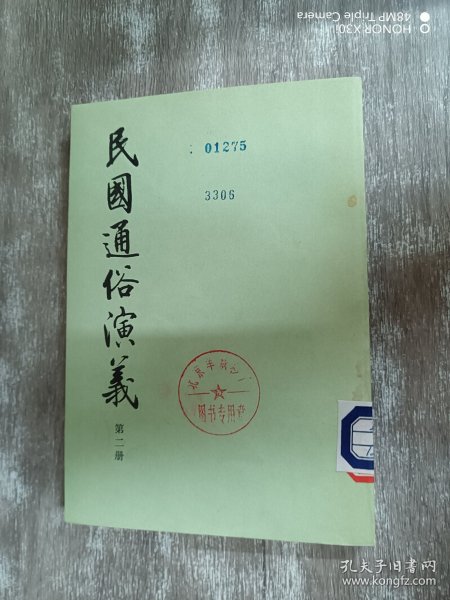 HONOR X30i
48MP Triple Camera
民國通俗演義
第二册
: 01275
3306
图书专用章
孔夫子旧书网
www.kongfz.com